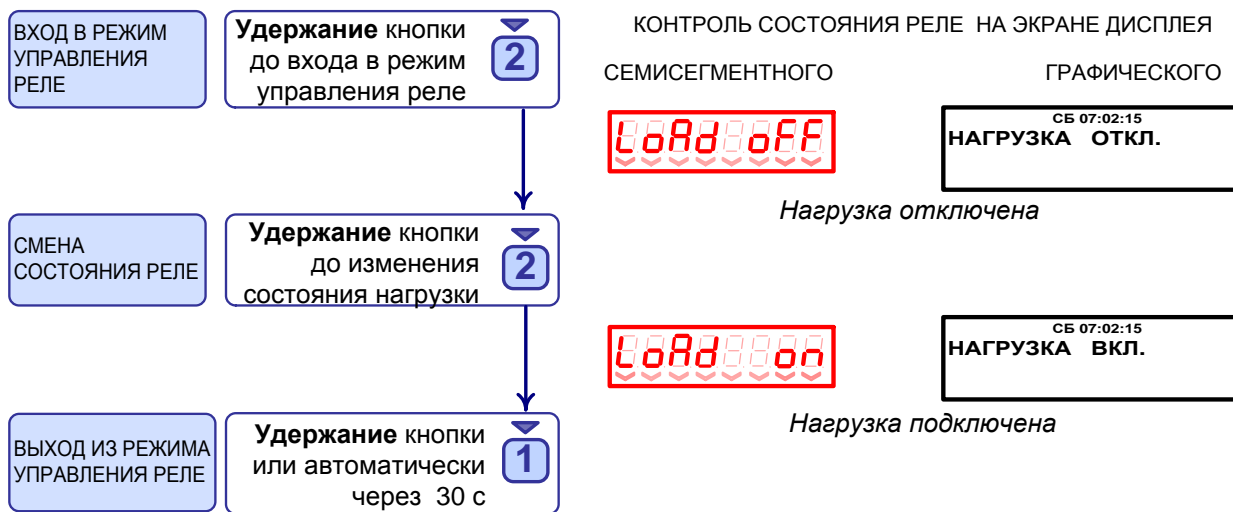 ВХОД В РЕЖИМ
УПРАВЛЕНИЯ
РЕЛЕ
Удержание кнопки
до входа в режим
управления реле
2
СМЕНА
СОСТОЯНИЯ РЕЛЕ
Удержание кнопки
до изменения
состояния нагрузки
2
ВЫХОД ИЗ РЕЖИМА
УПРАВЛЕНИЯ РЕЛЕ
Удержание кнопки
или автоматически
через 30 с
1
КОНТРОЛЬ СОСТОЯНИЯ РЕЛЕ НА ЭКРАНЕ ДИСПЛЕЯ
СЕМИСЕГМЕНТНОГО
ГРАФИЧЕСКОГО
LoAd oFF
СБ 07:02:15
НАГРУЗКА ОТКЛ.
Нагрузка отключена
LoAd on
СБ 07:02:15
НАГРУЗКА ВКЛ.
Нагрузка подключена